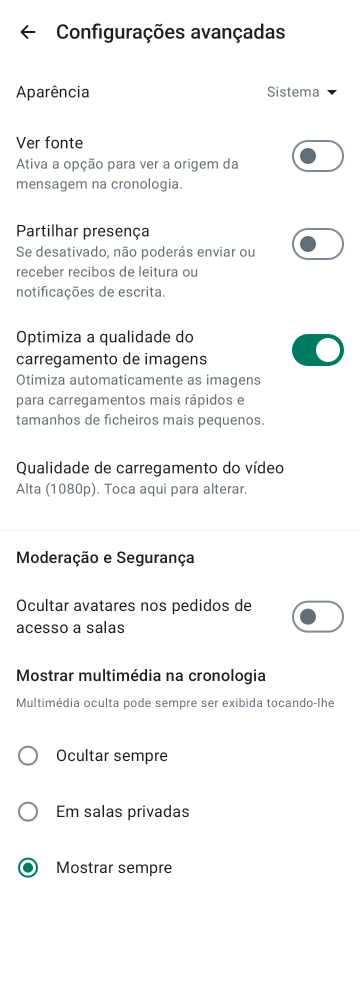 Configurações avançadas
Aparência
Sistema
Ver fonte
Ativa a opção para ver a origem da
mensagem na cronologia.
Partilhar presença
Se desativado, não poderás enviar ou
receber recibos de leitura ou
notificações de escrita.
Optimiza a qualidade do
carregamento de imagens
Otimiza automaticamente as imagens
para carregamentos mais rápidos e
tamanhos de ficheiros mais pequenos.
Qualidade de carregamento do vídeo
Alta (1080p). Toca aqui para alterar.
Moderação e Segurança
Ocultar avatares nos pedidos de
acesso a salas
Mostrar multimédia na cronologia
Multimédia oculta pode sempre ser exibida tocando-lhe
Ocultar sempre
Em salas privadas
Mostrar sempre